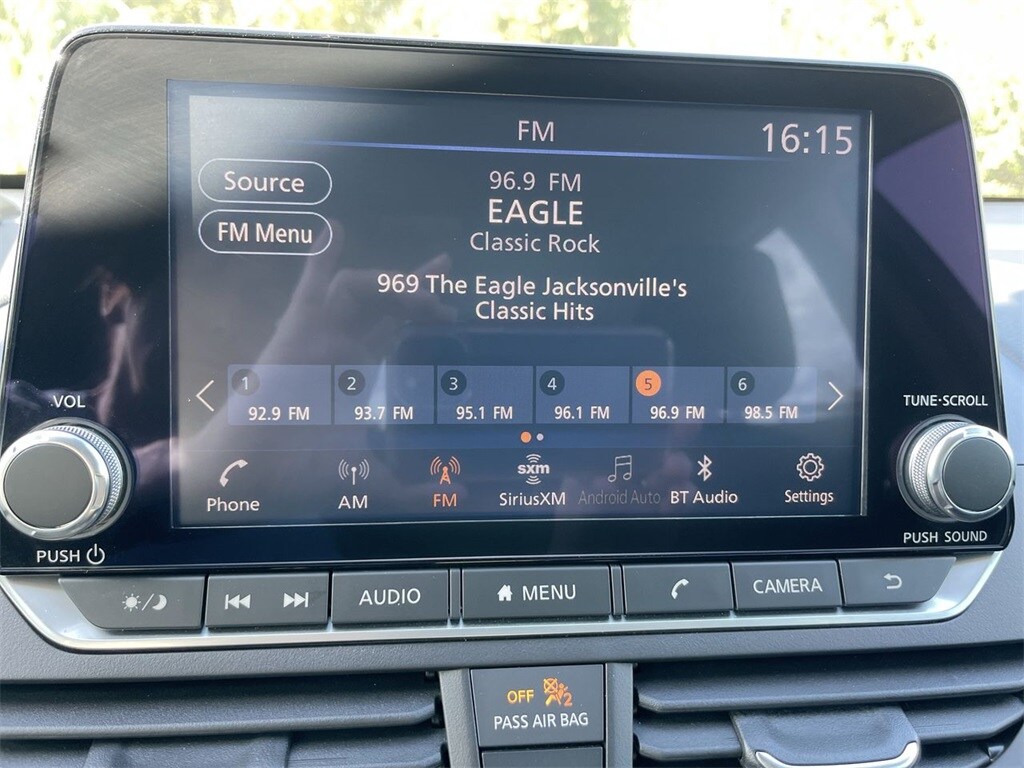 FM
16:15
Source
FM Menu
96.9 FM
EAGLE
Classic Rock
969 The Eagle Jacksonville's
Classic Hits
1
92.9 FM
2
93.7 FM
3
95.1 FM
4
96.1 FM
5
96.9 FM
6
98.5 FM
VOL
TUNE·SCROLL
Phone
AM
FM
sxm
SiriusXM
Android Auto
BT Audio
Settings
PUSH
PUSH SOUND
AUDIO
MENU
CAMERA
OFF
2
PASS AIR BAG